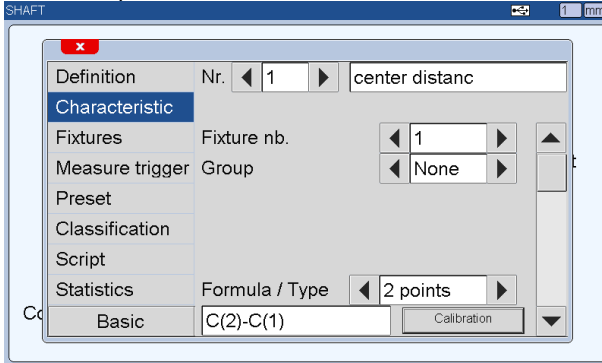 SHAFT 1 mm
x
Definition Nr. 1 center distanc
Characteristic
Fixtures Fixture nb. 1
Measure trigger Group None
Preset
Classification
Script
Statistics Formula / Type 2 points
Co
Basic C(2)-C(1) Calibration